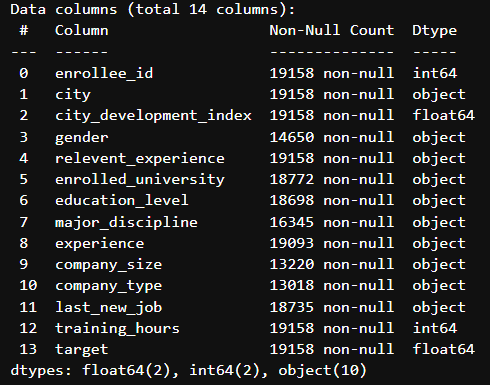 Data columns (total 14 columns):
 #   Column                  Non-Null Count  Dtype
---  ------                  --------------  -----
 0   enrollee_id             19158 non-null  int64
 1   city                    19158 non-null  object
 2   city_development_index  19158 non-null  float64
 3   gender                  14650 non-null  object
 4   relevent_experience     19158 non-null  object
 5   enrolled_university     18772 non-null  object
 6   education_level         18698 non-null  object
 7   major_discipline        16345 non-null  object
 8   experience              19093 non-null  object
 9   company_size            13220 non-null  object
 10  company_type            13018 non-null  object
 11  last_new_job            18735 non-null  object
 12  training_hours          19158 non-null  int64
 13  target                  19158 non-null  float64
dtypes: float64(2), int64(2), object(10)